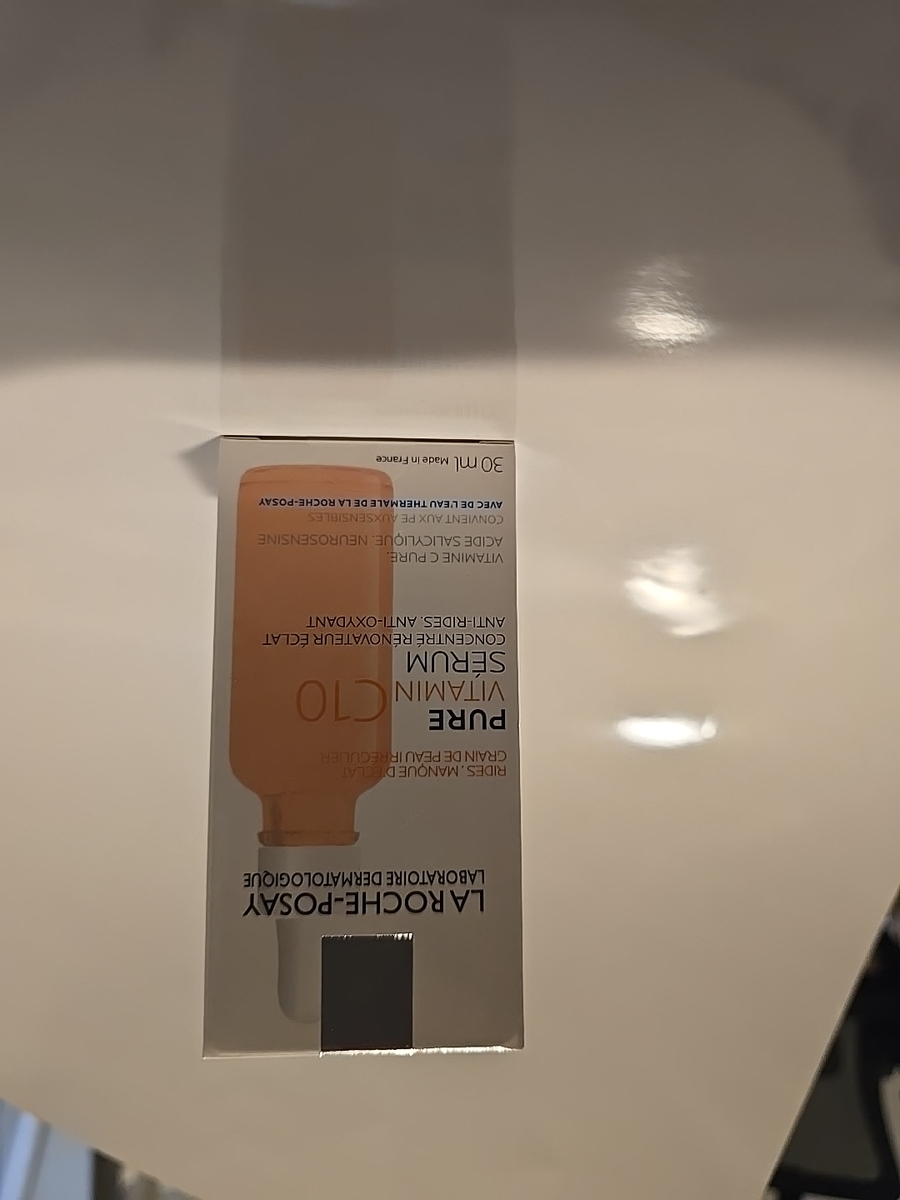 LA ROCHE-POSAY
LABORATOIRE DERMATOLOGIQUE
RIDES, MANQUE D'ÉCLAT
GRAIN DE PEAU IRRÉGULIER
PURE
VITAMIN C10
SÉRUM
CONCENTRÉ RÉNOVATEUR ÉCLAT
ANTI-RIDES. ANTI-OXYDANT
VITAMINE C PURE.
ACIDE SALICYLIQUE. NEUROSENSINE
CONVIENT AUX PEAUX SENSIBLES
AVEC DE L'EAU THERMALE DE LA ROCHE-POSAY
30 ml Made in France